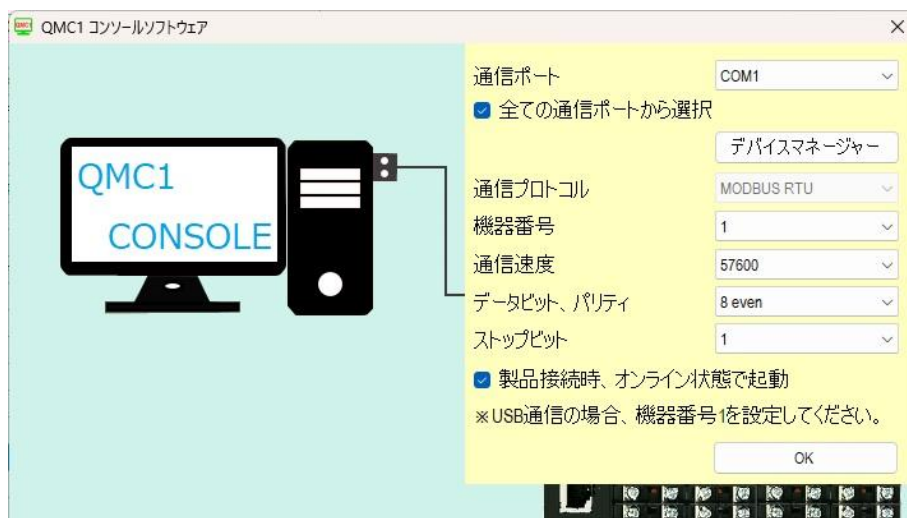 QMC1 コンソールソフトウェア
QMC1
CONSOLE
通信ポート COM1
全ての通信ポートから選択
デバイスマネージャー
通信プロトコル MODBUS RTU
機器番号 1
通信速度 57600
データビット、パリティ 8 even
ストップビット 1
製品接続時、オンライン状態で起動
※USB通信の場合、機器番号1を設定してください。
OK